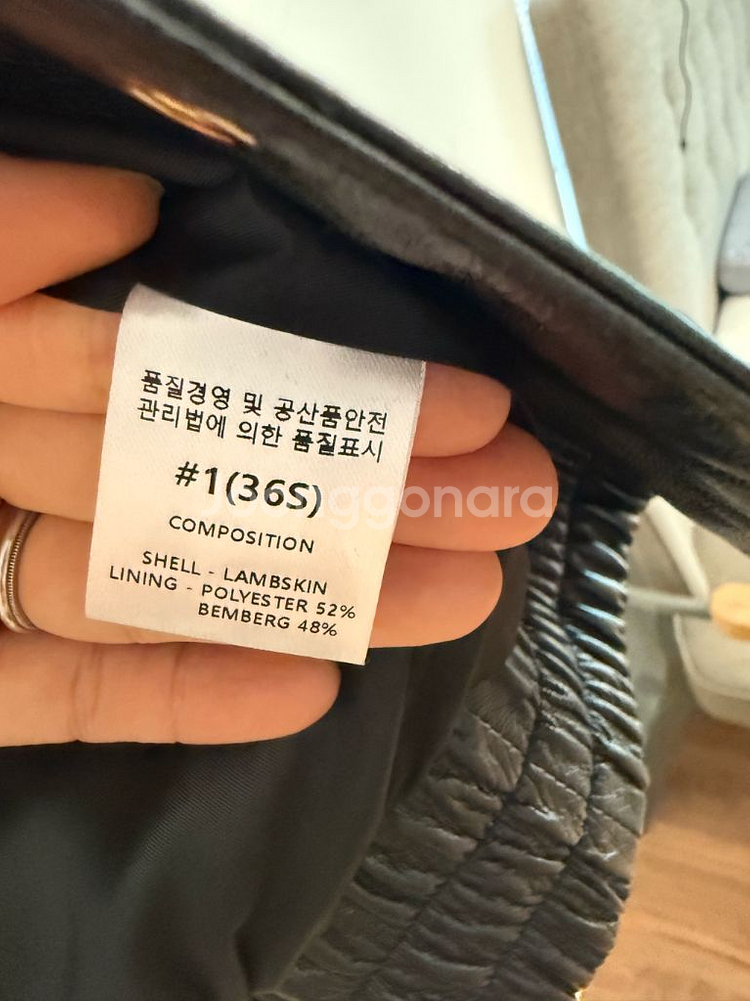 품질경영 및 공산품안전
관리법에 의한 품질표시
#1(36S)
Joonggonara
COMPOSITION
SHELL - LAMBSKIN
LINING - POLYESTER 52%
BEMBERG 48%